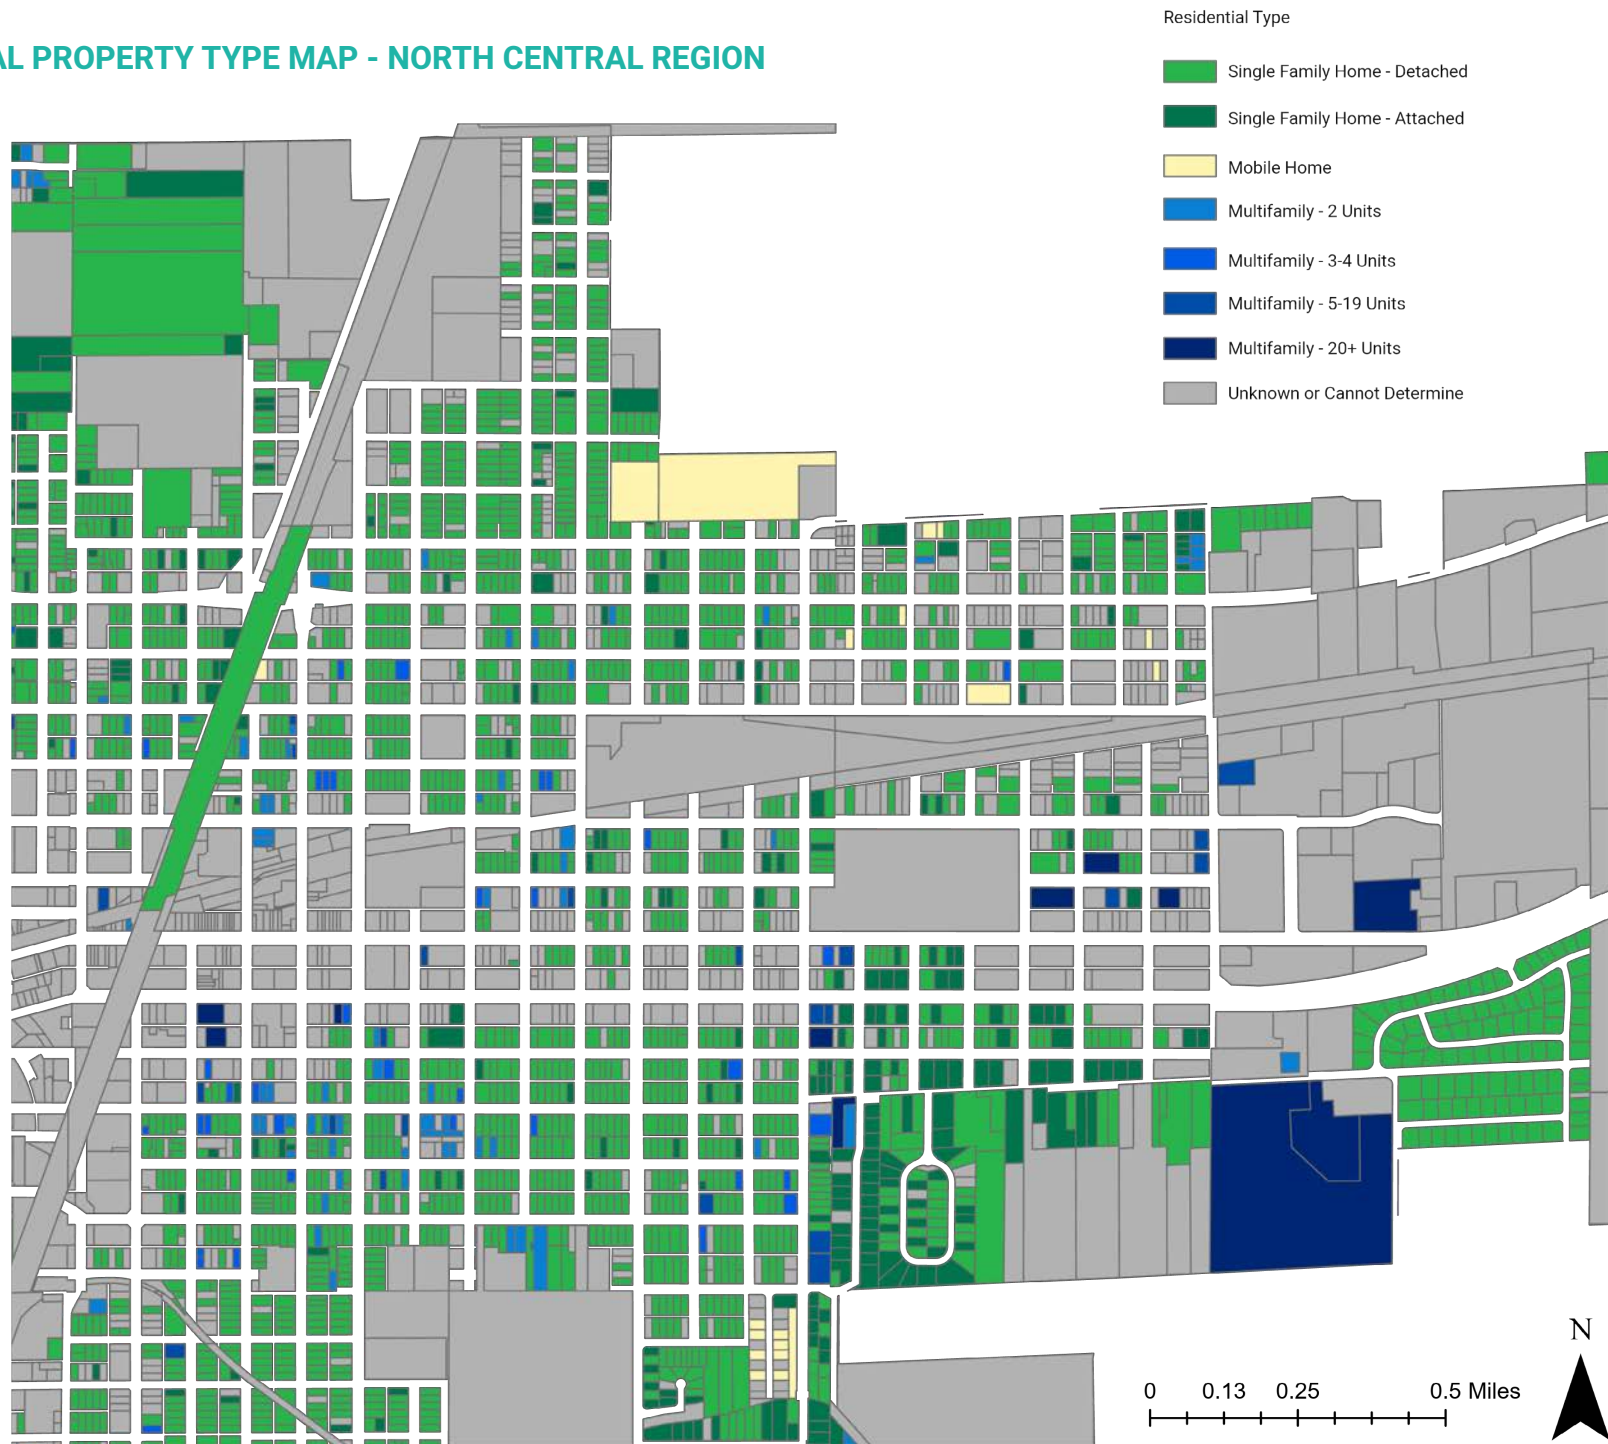 Residential Type
AL PROPERTY TYPE MAP - NORTH CENTRAL REGION
Single Family Home - Detached
Single Family Home - Attached
Mobile Home
Multifamily - 2 Units
Multifamily - 3-4 Units
Multifamily - 5-19 Units
Multifamily - 20+ Units
Unknown or Cannot Determine
N
0 0.13 0.25 0.5 Miles